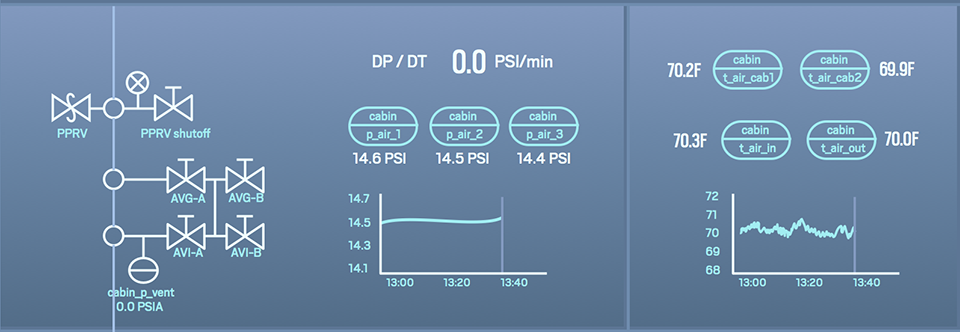 PPRV
PPRV shutoff
AVG-A
AVG-B
AVI-A
AVI-B
cabin_p_vent
0.0 PSIA
DP / DT 0.0 PSI/min
cabin
p_air_1
14.6 PSI
cabin
p_air_2
14.5 PSI
cabin
p_air_3
14.4 PSI
14.7
14.5
14.3
14.1
13:00 13:20 13:40
70.2F
cabin
t_air_cab1
cabin
t_air_cab2
69.9F
70.3F
cabin
t_air_in
cabin
t_air_out
70.0F
72
71
70
69
68
13:00 13:20 13:40